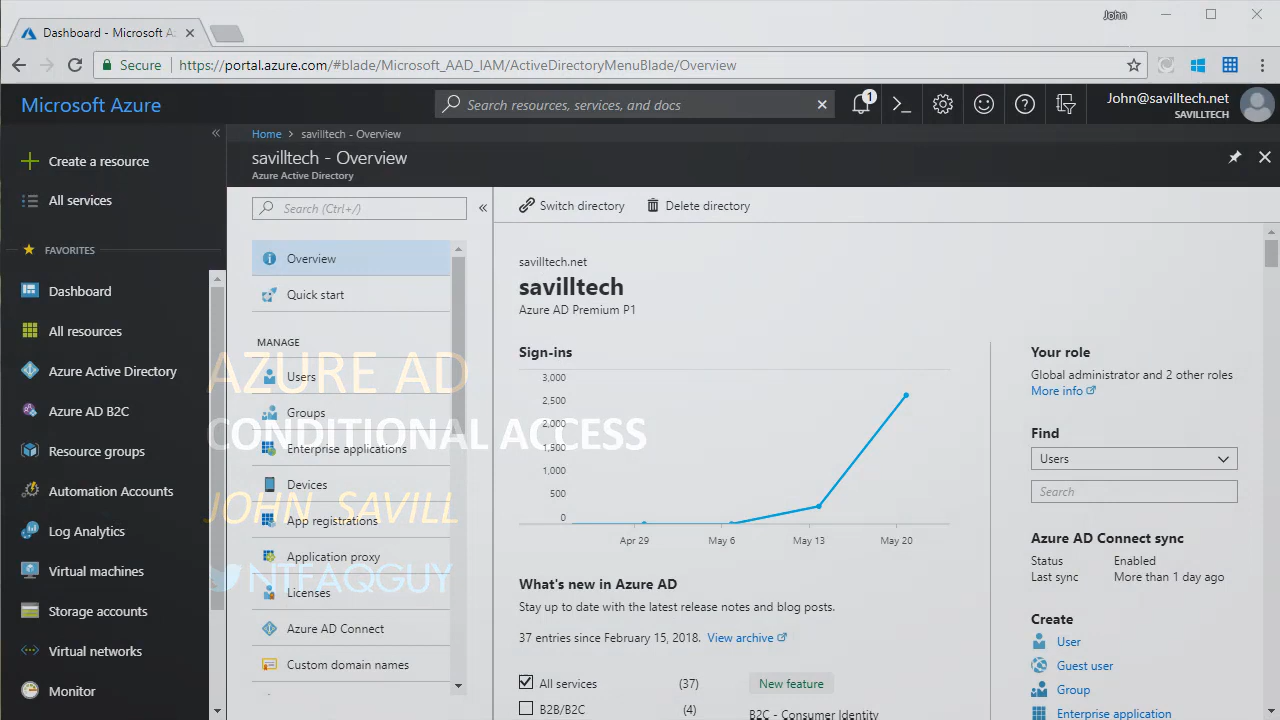 John
Dashboard - Microsoft A
Secure
https://portal.azure.com/#blade/Microsoft_AAD_IAM/ActiveDirectoryMenuBlade/Overview
Microsoft Azure
Search resources, services, and docs
1
John@savilltech.net
SAVILLTECH
Home > savilltech - Overview
savilltech - Overview
Azure Active Directory
Create a resource
All services
FAVORITES
Dashboard
All resources
Azure Active Directory
Azure AD B2C
Resource groups
Automation Accounts
Log Analytics
Virtual machines
Storage accounts
Virtual networks
Monitor
Search (Ctrl+/)
Overview
Quick start
MANAGE
Users
Groups
Enterprise applications
Devices
App registrations
Application proxy
Licenses
Azure AD Connect
Custom domain names
AZURE AD
CONDITIONAL ACCESS
JOHN SAVILL
NTFAQGUY
Switch directory
Delete directory
savilltech.net
savilltech
Azure AD Premium P1
Sign-ins
3,000
2,500
2,000
1,500
1,000
500
0
Apr 29
May 6
May 13
May 20
What's new in Azure AD
Stay up to date with the latest release notes and blog posts.
37 entries since February 15, 2018. View archive
All services (37)
B2B/B2C (4)
New feature
B2C - Consumer Identity
Your role
Global administrator and 2 other roles
More info
Find
Users
Search
Azure AD Connect sync
Status Enabled
Last sync More than 1 day ago
Create
User
Guest user
Group
Enterprise application